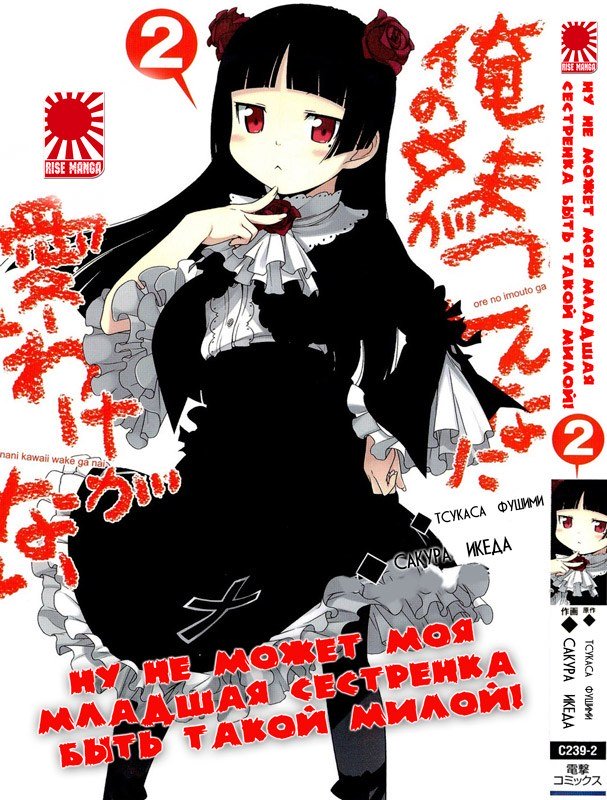 2
RISE MANGA
俺の妹が
こんなに
可愛いわけが
ない
ore no imouto ga
nani kawaii wake ga nai
ТСУКАСА ФУШИМИ
САКУРА ИКЕДА
НУ НЕ МОЖЕТ МОЯ
МЛАДШАЯ СЕСТРЕНКА
БЫТЬ ТАКОЙ МИЛОЙ!
RISE MANGA
НУ НЕ МОЖЕТ МОЯ МЛАДШАЯ
СЕСТРЕНКА БЫТЬ ТАКОЙ МИЛОЙ!
2
原作 ТСУКАСА ФУШИМИ
作画 САКУРА ИКЕДА
C239-2
電撃
コミックス